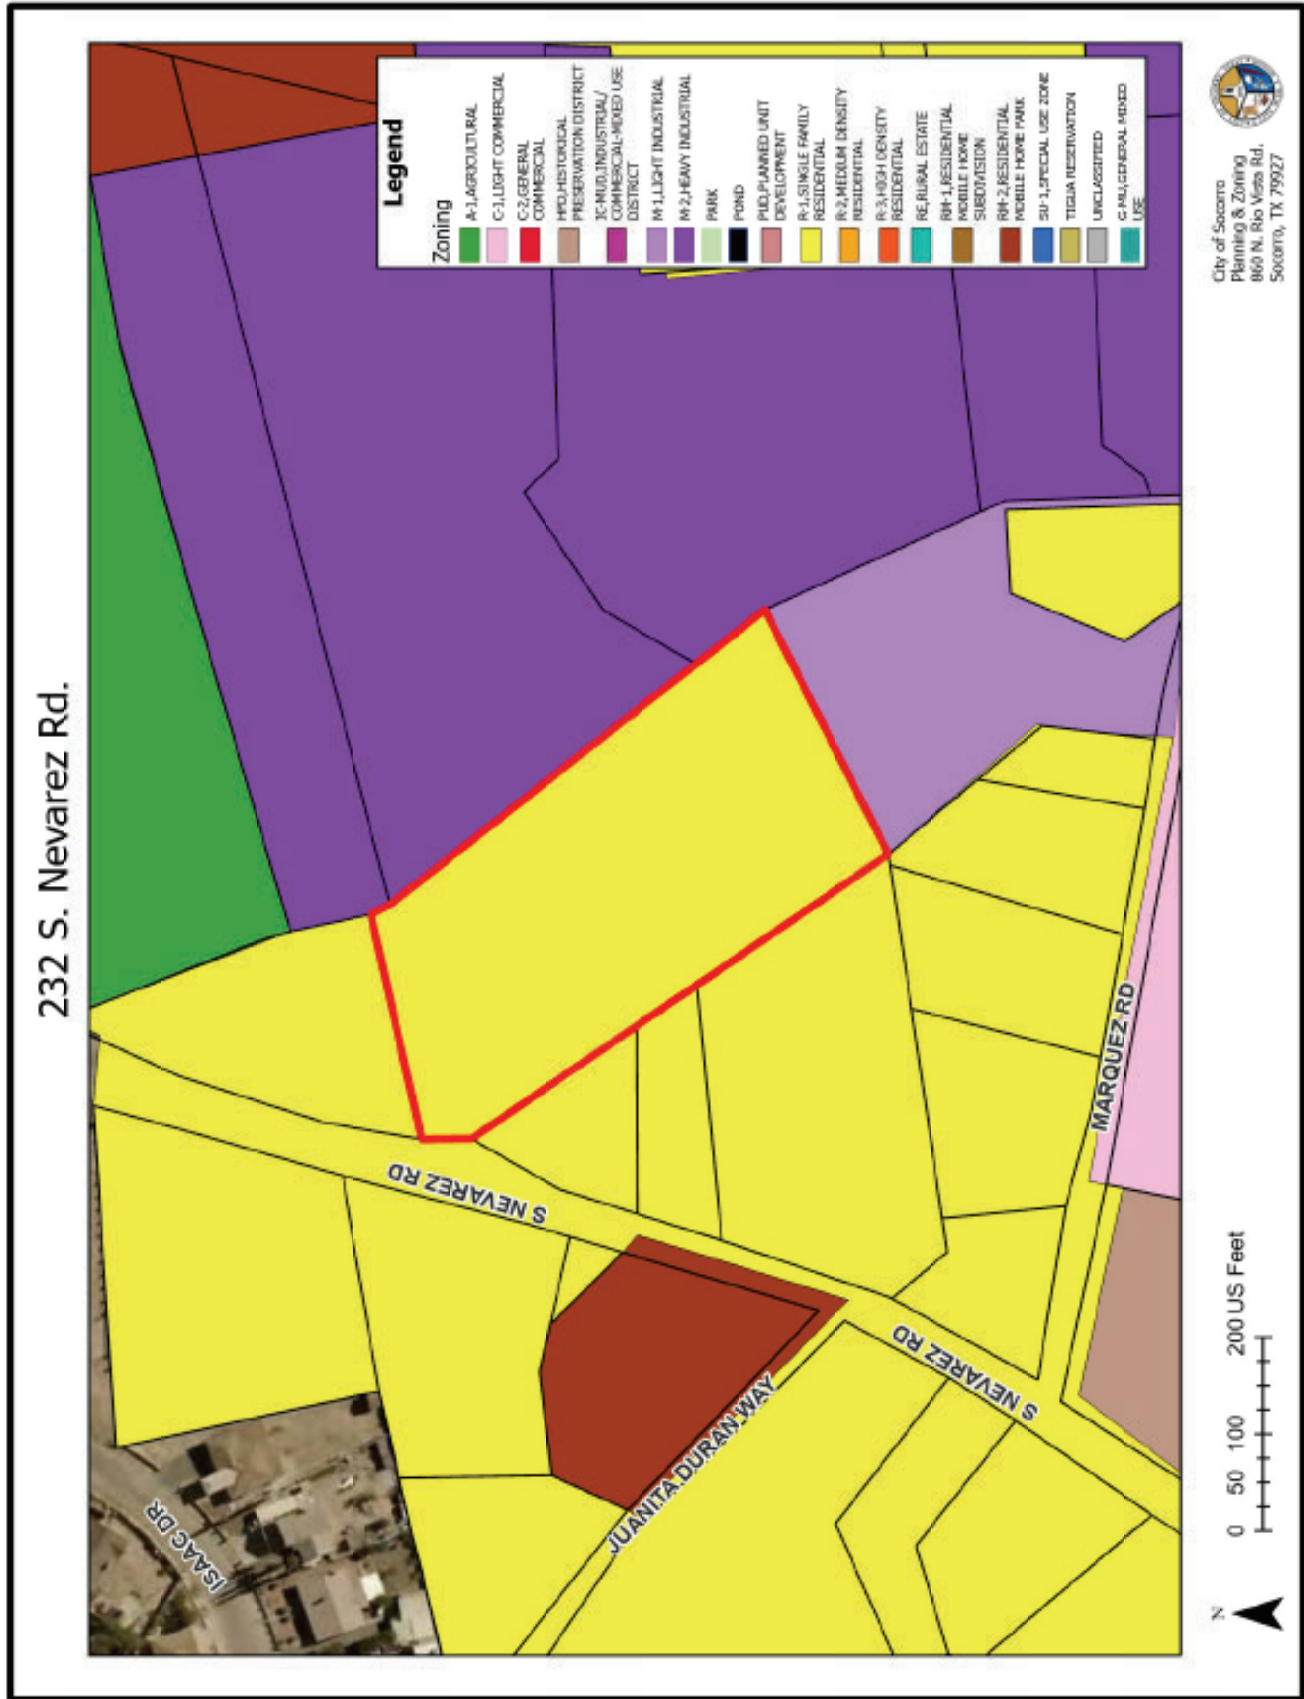 232 S. Nevarez Rd.
Legend
Zoning
A-1,AGRICULTURAL
C-1,LIGHT COMMERCIAL
C-2,GENERAL
COMMERCIAL
HPD,HISTORICAL
PRESERVATION DISTRICT
IC-MUD,INDUSTRIAL/
COMMERCIAL-MIXED USE
DISTRICT
M-1,LIGHT INDUSTRIAL
M-2,HEAVY INDUSTRIAL
PARK
POND
PUD,PLANNED UNIT
DEVELOPMENT
R-1,SINGLE FAMILY
RESIDENTIAL
R-2,MEDIUM DENSITY
RESIDENTIAL
R-3,HIGH DENSITY
RESIDENTIAL
RE,RURAL ESTATE
RM-1,RESIDENTIAL
MOBILE HOME
SUBDIVISION
RM-2,RESIDENTIAL
MOBILE HOME PARK
SU-1,SPECIAL USE ZONE
TIGUA RESERVATION
UNCLASSIFIED
G-MU,GENERAL MIXED
USE
ISAAC DR
S NEVAREZ RD
JUANITA DURAN WAY
S NEVAREZ RD
MARQUEZ RD
N
0 50 100 200 US Feet
City of Socorro
Planning & Zoning
860 N. Rio Vista Rd.
Socorro, TX 79927